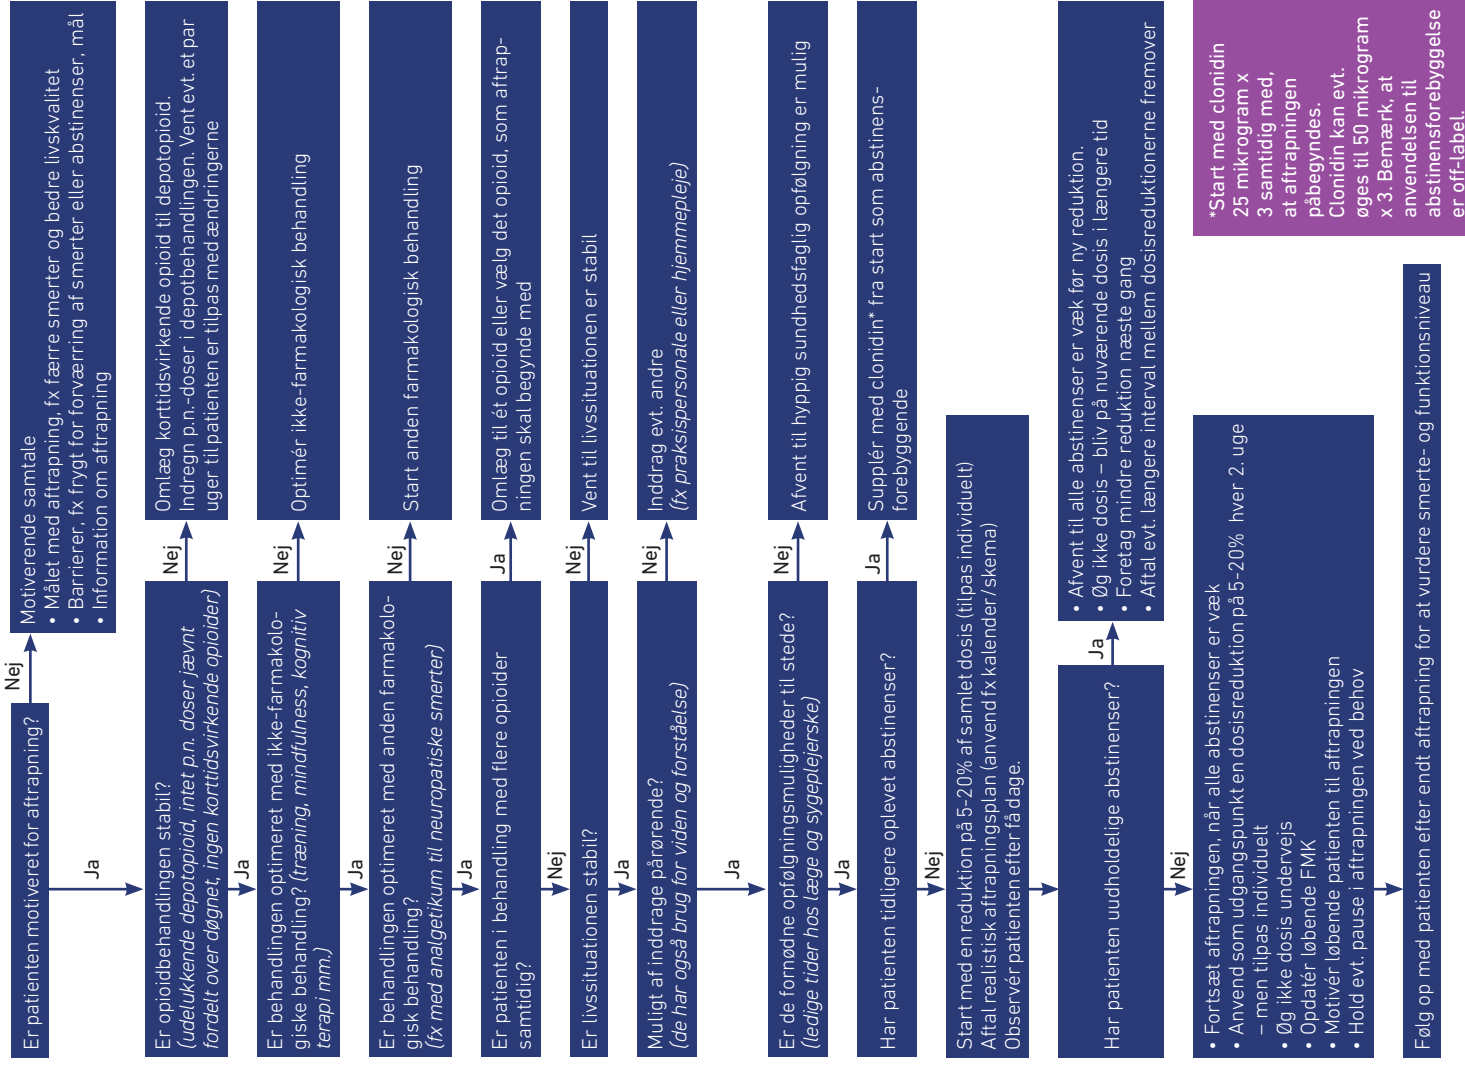 Er patienten motiveret for aftrapning?
Nej
Motiverende samtale
• Målet med aftrapning, fx færre smerter og bedre livskvalitet
• Barrierer, fx frygt for forværring af smerter eller abstinenser, mål
• Information om aftrapning
Ja
Er opioidbehandlingen stabil?
(udelukkende depotopioid, intet p.n. doser jævnt
fordelt over døgnet, ingen korttidsvirkende opioider)
Nej
Omlæg korttidsvirkende opioid til depotopioid.
Indregn p.n.-doser i depotbehandlingen. Vent evt. et par
uger til patienten er tilpas med ændringerne
Ja
Er behandlingen optimeret med ikke-farmakolo-
giske behandling? (træning, mindfulness, kognitiv
terapi mm.)
Nej
Optimér ikke-farmakologisk behandling
Ja
Er behandlingen optimeret med anden farmakolo-
gisk behandling?
(fx med analgetikum til neuropatiske smerter)
Nej
Start anden farmakologisk behandling
Ja
Er patienten i behandling med flere opioider
samtidig?
Ja
Omlæg til ét opioid eller vælg det opioid, som aftrap-
ningen skal begynde med
Nej
Er livssituationen stabil?
Nej
Vent til livssituationen er stabil
Ja
Muligt af inddrage pårørende?
(de har også brug for viden og forståelse)
Nej
Inddrag evt. andre
(fx praksispersonale eller hjemmepleje)
Ja
Er de fornødne opfølgningsmuligheder til stede?
(ledige tider hos læge og sygeplejerske)
Nej
Afvent til hyppig sundhedsfaglig opfølgning er mulig
Ja
Har patienten tidligere oplevet abstinenser?
Ja
Supplér med clonidin* fra start som abstinens-
forebyggende
Nej
Start med en reduktion på 5-20% af samlet dosis (tilpas individuelt)
Aftal realistisk aftrapningsplan (anvend fx kalender/skema)
Observér patienten efter få dage.
Har patienten uudholdelige abstinenser?
Ja
• Afvent til alle abstinenser er væk før ny reduktion.
• Øg ikke dosis – bliv på nuværende dosis i længere tid
• Foretag mindre reduktion næste gang
• Aftal evt. længere interval mellem dosisreduktionerne fremover
Nej
• Fortsæt aftrapningen, når alle abstinenser er væk
• Anvend som udgangspunkt en dosisreduktion på 5-20% hver 2. uge
– men tilpas individuelt
• Øg ikke dosis undervejs
• Opdatér løbende FMK
• Motivér løbende patienten til aftrapningen
• Hold evt. pause i aftrapningen ved behov
Følg op med patienten efter endt aftrapning for at vurdere smerte- og funktionsniveau
*Start med clonidin
25 mikrogram x
3 samtidig med,
at aftrapningen
påbegyndes.
Clonidin kan evt.
øges til 50 mikrogram
x 3. Bemærk, at
anvendelsen til
abstinensforebyggelse
er off-label.